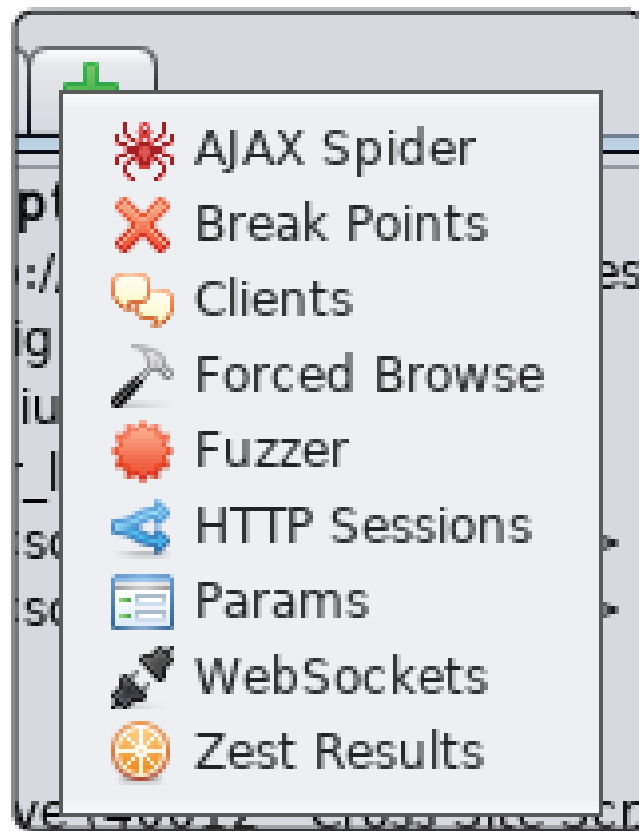 AJAX Spider
Break Points
Clients
Forced Browse
Fuzzer
HTTP Sessions
Params
WebSockets
Zest Results